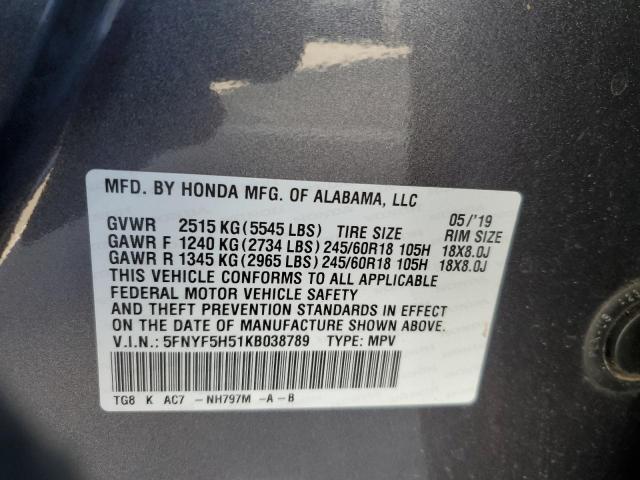 MFD. BY HONDA MFG. OF ALABAMA, LLC
GVWR 2515 KG (5545 LBS) TIRE SIZE 05/'19 RIM SIZE
GAWR F 1240 KG (2734 LBS) 245/60R18 105H 18X8.0J
GAWR R 1345 KG (2965 LBS) 245/60R18 105H 18X8.0J
THIS VEHICLE CONFORMS TO ALL APPLICABLE
FEDERAL MOTOR VEHICLE SAFETY
AND THEFT PREVENTION STANDARDS IN EFFECT
ON THE DATE OF MANUFACTURE SHOWN ABOVE.
V.I.N.: 5FNYF5H51KB038789 TYPE: MPV
TG8 K AC7 -NH797M -A-B